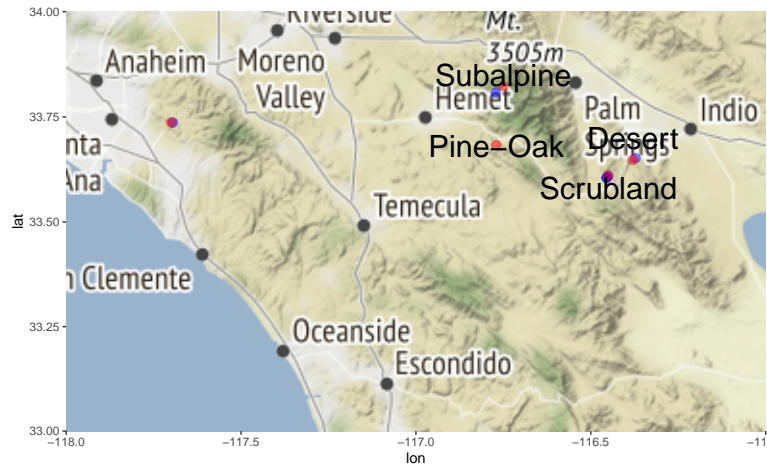 34.00
Riverside
Mt.
3505m
Anaheim
Moreno
Valley
Subalpine
Hemet
Palm
Springs
Indio
33.75
nta
Ana
Pine−Oak
Desert
Scrubland
lat
33.50
Temecula
n Clemente
33.25
Oceanside
Escondido
33.00
−118.0
−117.5
−117.0
−116.5
−11
lon